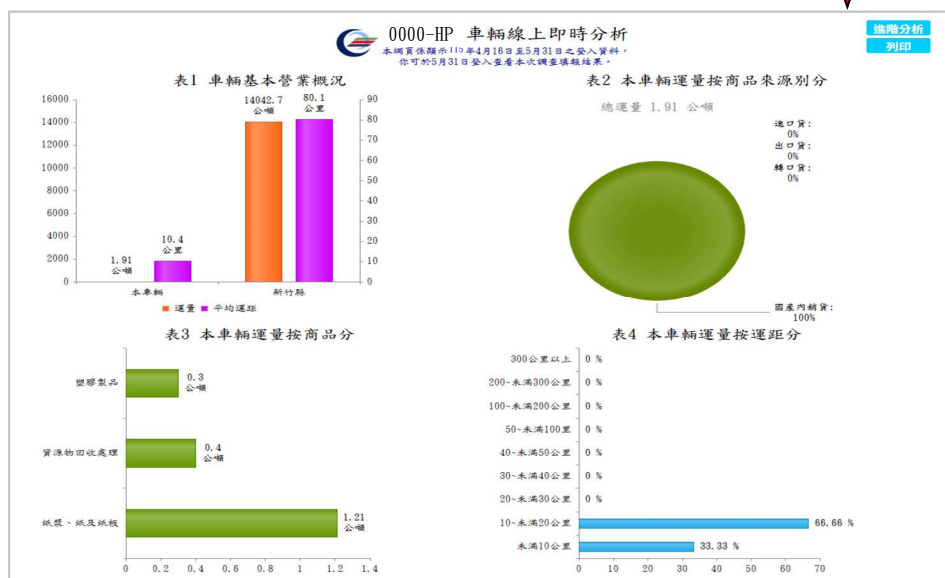 0000-HP 車輛線上即時分析
進階分析
列印
本網頁係顯示115年4月16日至5月31日之登入資料，
你可於5月31日登入查看本次調查填報結果。
表1 車輛基本營業概況
16000
14000
12000
10000
8000
6000
4000
2000
0
90
80
70
60
50
40
30
20
10
0
1.91
公噸
10.4
公里
14042.7
公噸
80.1
公里
本車輛
新竹縣
運量
平均運距
表2 本車輛運量按商品來源別分
總運量 1.91 公噸
進口貨:
0%
出口貨:
0%
轉口貨:
0%
國產內銷貨:
100%
表3 本車輛運量按商品分
塑膠製品
0.3
公噸
資源物回收處理
0.4
公噸
紙漿、紙及紙板
1.21
公噸
0 0.2 0.4 0.6 0.8 1 1.2 1.4
表4 本車輛運量按運距分
300公里以上 0 %
200~未滿300公里 0 %
100~未滿200公里 0 %
50~未滿100里 0 %
40~未滿50公里 0 %
30~未滿40公里 0 %
20~未滿30公里 0 %
10~未滿20公里 66.66 %
未滿10公里 33.33 %
0 10 20 30 40 50 60 70